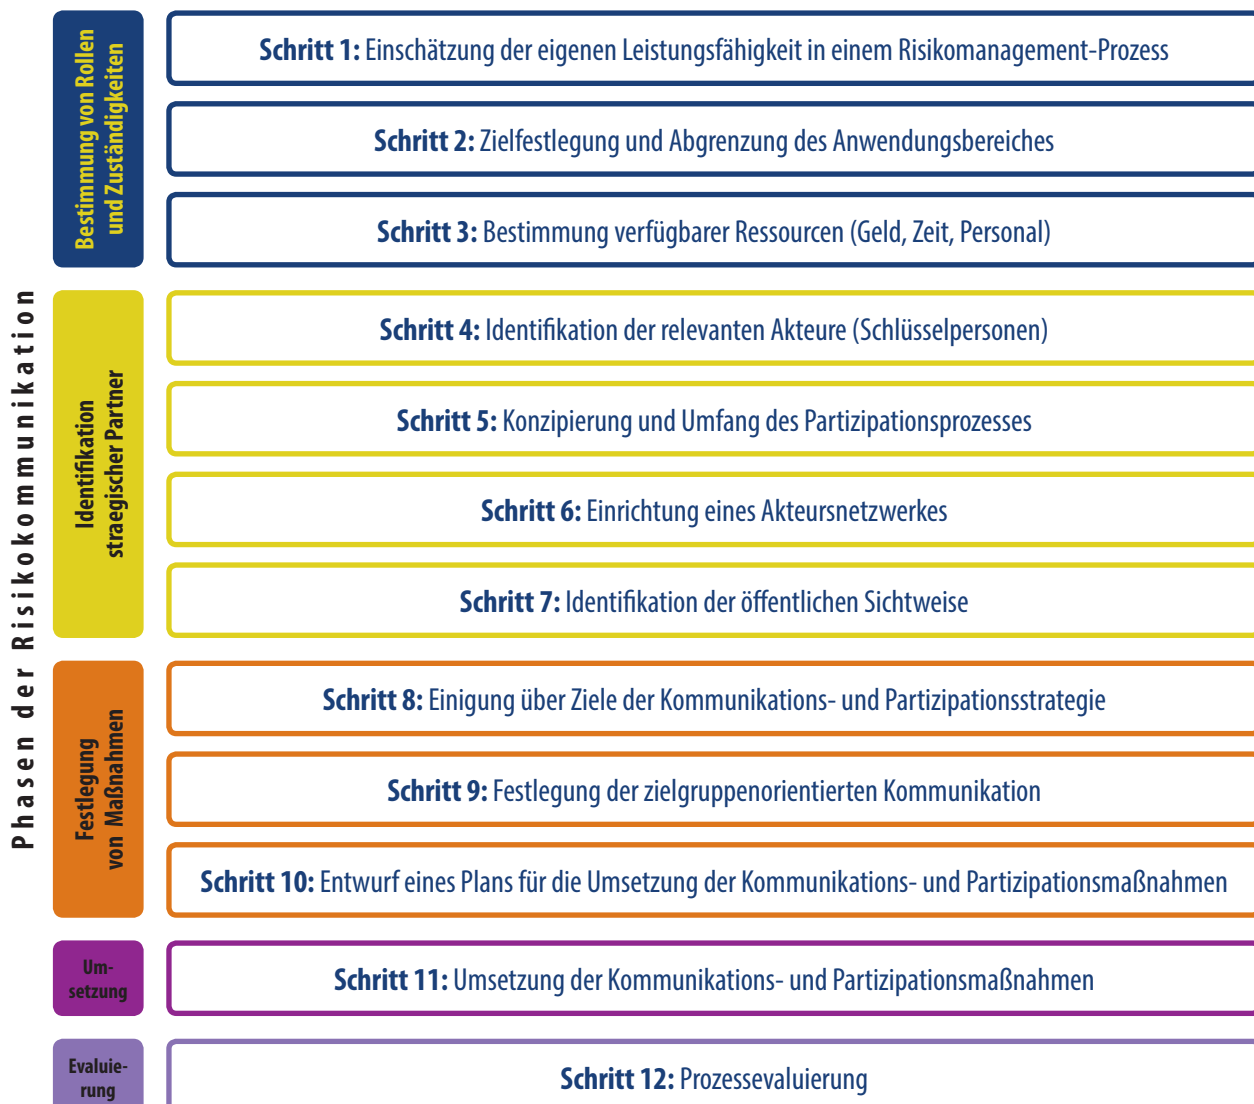 Phasen der Risikokommunikation
Bestimmung von Rollen
und Zuständigkeiten
Schritt 1: Einschätzung der eigenen Leistungsfähigkeit in einem Risikomanagement-Prozess
Schritt 2: Zielfestlegung und Abgrenzung des Anwendungsbereiches
Schritt 3: Bestimmung verfügbarer Ressourcen (Geld, Zeit, Personal)
Identifikation
straegischer Partner
Schritt 4: Identifikation der relevanten Akteure (Schlüsselpersonen)
Schritt 5: Konzipierung und Umfang des Partizipationsprozesses
Schritt 6: Einrichtung eines Akteursnetzwerkes
Schritt 7: Identifikation der öffentlichen Sichtweise
Festlegung
von Maßnahmen
Schritt 8: Einigung über Ziele der Kommunikations- und Partizipationsstrategie
Schritt 9: Festlegung der zielgruppenorientierten Kommunikation
Schritt 10: Entwurf eines Plans für die Umsetzung der Kommunikations- und Partizipationsmaßnahmen
Um-
setzung
Schritt 11: Umsetzung der Kommunikations- und Partizipationsmaßnahmen
Evaluie-
rung
Schritt 12: Prozessevaluierung